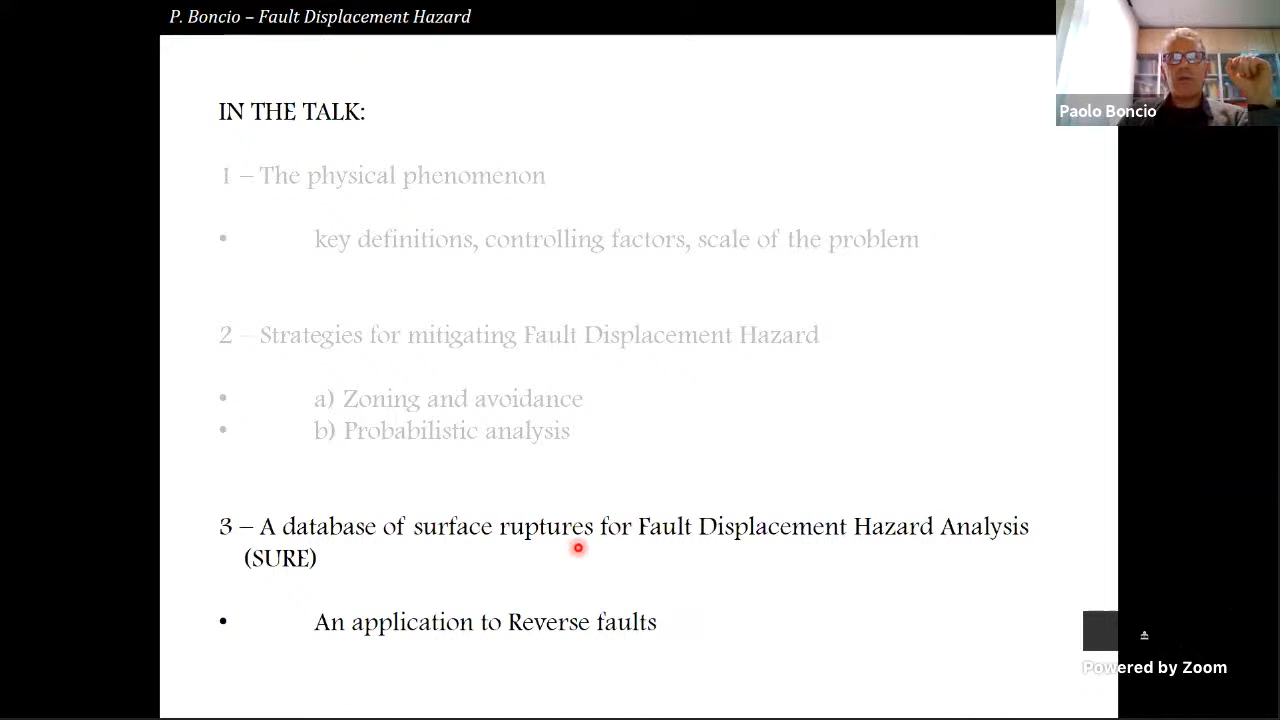 P. Boncio – Fault Displacement Hazard
Paolo Boncio
IN THE TALK:
1 – The physical phenomenon
• key definitions, controlling factors, scale of the problem
2 – Strategies for mitigating Fault Displacement Hazard
• a) Zoning and avoidance
• b) Probabilistic analysis
3 – A database of surface ruptures for Fault Displacement Hazard Analysis
(SURE)
• An application to Reverse faults
Powered by Zoom